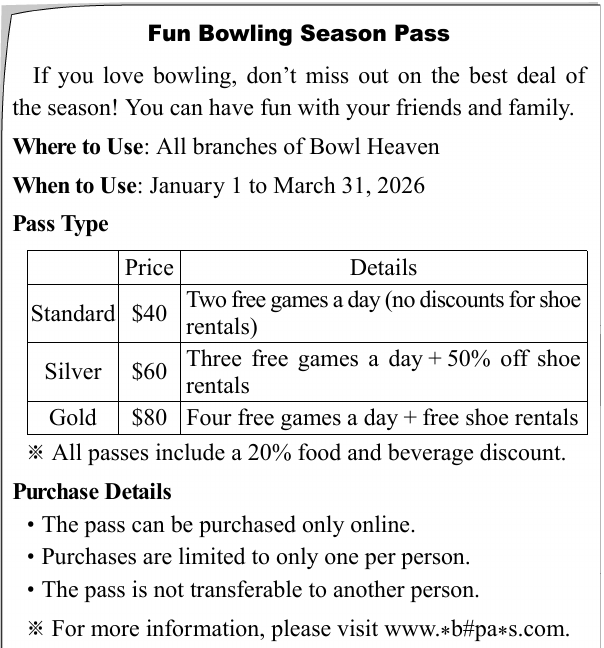 Fun Bowling Season Pass
If you love bowling, don't miss out on the best deal of
the season! You can have fun with your friends and family.
Where to Use: All branches of Bowl Heaven
When to Use: January 1 to March 31, 2026
Pass Type
Price Details
Standard $40 Two free games a day (no discounts for shoe
rentals)
Silver $60 Three free games a day + 50% off shoe
rentals
Gold $80 Four free games a day + free shoe rentals
※ All passes include a 20% food and beverage discount.
Purchase Details
• The pass can be purchased only online.
• Purchases are limited to only one per person.
• The pass is not transferable to another person.
※ For more information, please visit www.*b#pa*s.com.